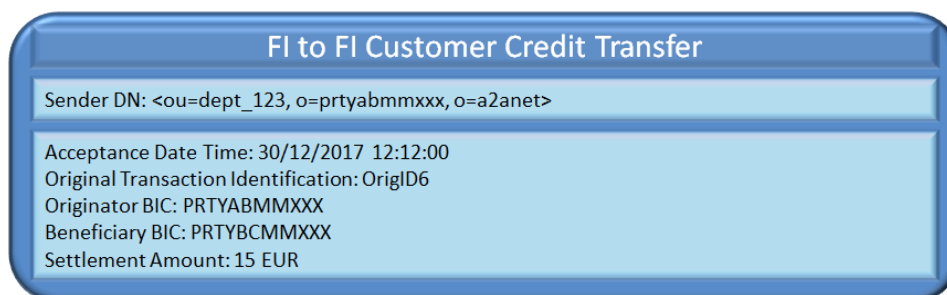 FI to FI Customer Credit Transfer
Sender DN: <ou=dept_123, o=prtyabmmxxx, o=a2anet>
Acceptance Date Time: 30/12/2017 12:12:00
Original Transaction Identification: OrigID6
Originator BIC: PRTYABMMXXX
Beneficiary BIC: PRTYBCMMXXX
Settlement Amount: 15 EUR